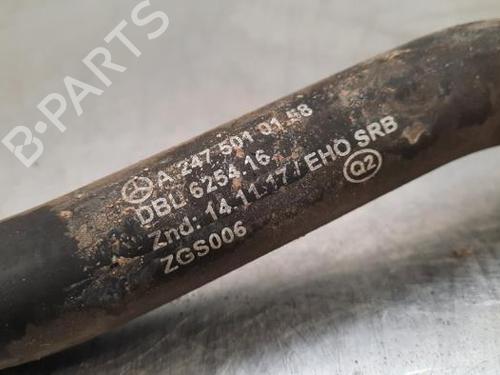 A 247 501 01 58
DBL 6254.16
Znd: 14.11.17 / EHO SRB
ZGS006 Q2
B PARTS